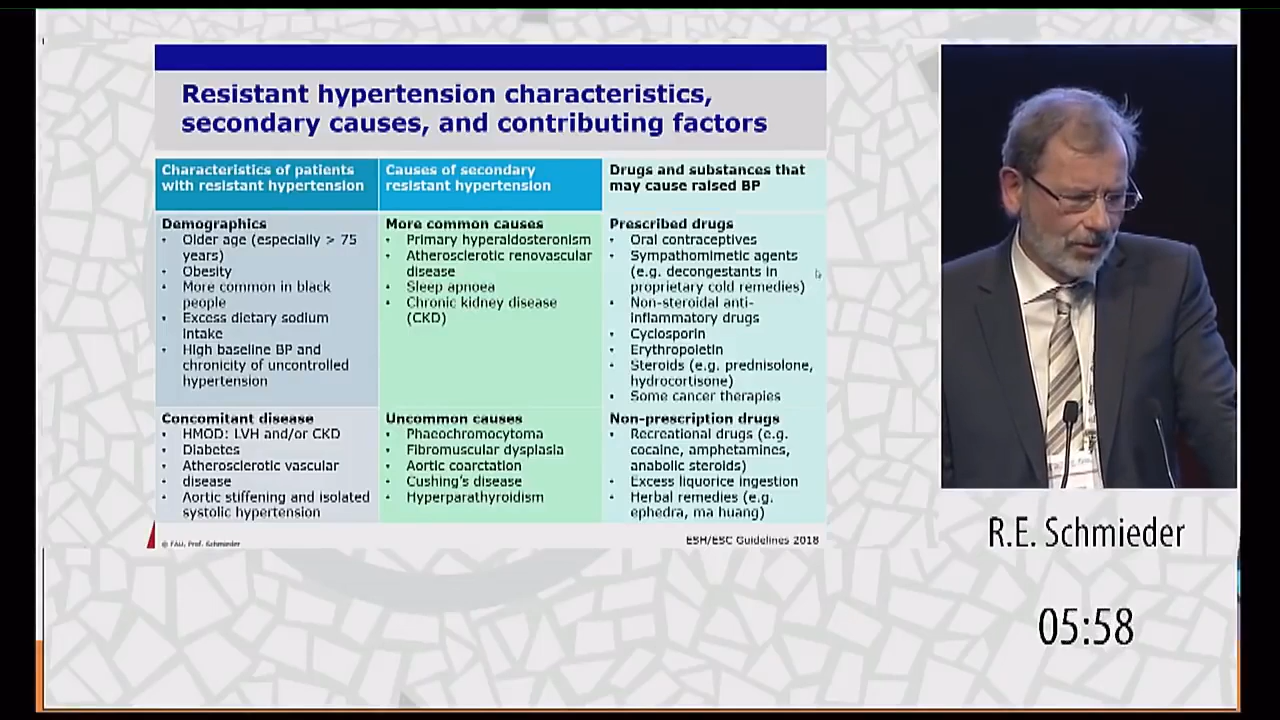 Resistant hypertension characteristics,
secondary causes, and contributing factors
Characteristics of patients
with resistant hypertension
Causes of secondary
resistant hypertension
Drugs and substances that
may cause raised BP
Demographics
• Older age (especially > 75
years)
• Obesity
• More common in black
people
• Excess dietary sodium
intake
• High baseline BP and
chronicity of uncontrolled
hypertension
More common causes
• Primary hyperaldosteronism
• Atherosclerotic renovascular
disease
• Sleep apnoea
• Chronic kidney disease
(CKD)
Prescribed drugs
• Oral contraceptives
• Sympathomimetic agents
(e.g. decongestants in
proprietary cold remedies)
• Non-steroidal anti-
inflammatory drugs
• Cyclosporin
• Erythropoietin
• Steroids (e.g. prednisolone,
hydrocortisone)
• Some cancer therapies
Concomitant disease
• HMOD: LVH and/or CKD
• Diabetes
• Atherosclerotic vascular
• disease
• Aortic stiffening and isolated
systolic hypertension
Uncommon causes
• Phaeochromocytoma
• Fibromuscular dysplasia
• Aortic coarctation
• Cushing's disease
• Hyperparathyroidism
Non-prescription drugs
• Recreational drugs (e.g.
cocaine, amphetamines,
anabolic steroids)
• Excess liquorice ingestion
• Herbal remedies (e.g.
ephedra, ma huang)
© FAU, Prof. Schmieder
ESH/ESC Guidelines 2018
R.E. Schmieder
05:58